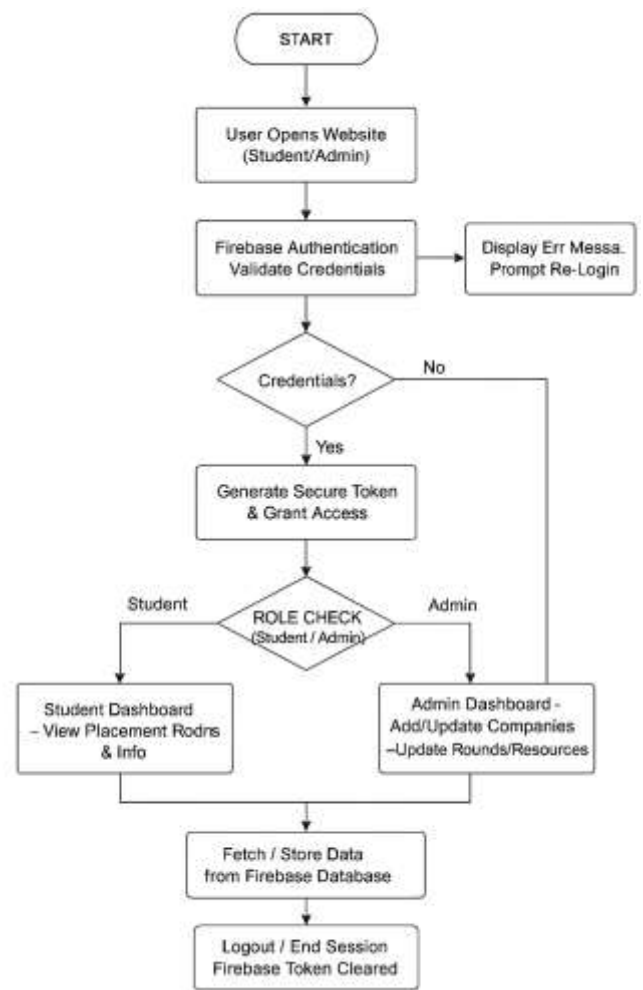 START
User Opens Website
(Student/Admin)
Firebase Authentication
Validate Credentials
Display Err Messa.
Prompt Re-Login
Credentials?
No
Yes
Generate Secure Token
& Grant Access
Student
ROLE CHECK
(Student / Admin)
Admin
Student Dashboard
– View Placement Rodns
& Info
Admin Dashboard -
Add/Update Companies
–Update Rounds/Resources
Fetch / Store Data
from Firebase Database
Logout / End Session
Firebase Token Cleared